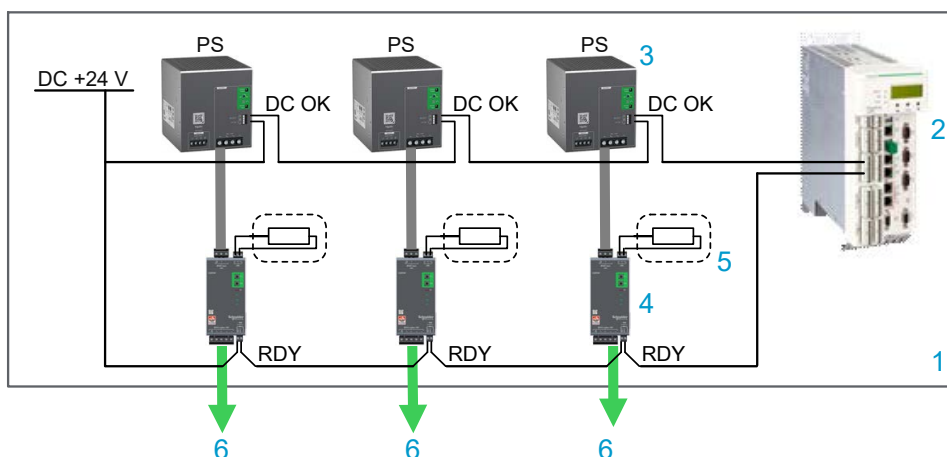 PS PS PS 3
DC +24 V
DC OK DC OK DC OK
2
5
4
RDY RDY RDY
1
6 6 6